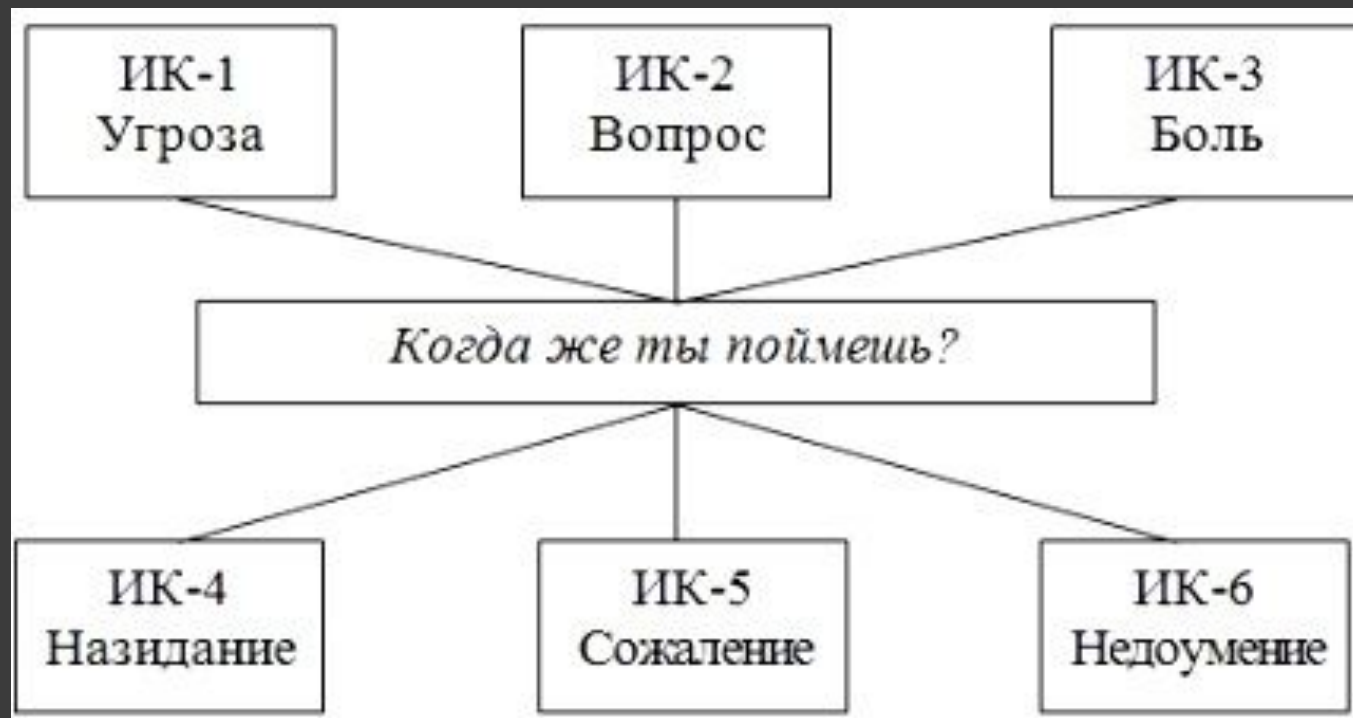 ИК-1
Угроза
ИК-2
Вопрос
ИК-3
Боль
Когда же ты поймешь?
ИК-4
Назидание
ИК-5
Сожаление
ИК-6
Недоумение